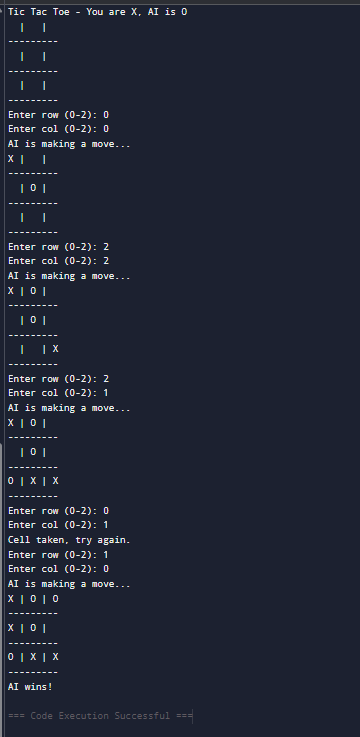 Tic Tac Toe - You are X, AI is O
  |   |
---------
  |   |
---------
  |   |
---------
Enter row (0-2): 0
Enter col (0-2): 0
AI is making a move...
X |   |
---------
  | O |
---------
  |   |
---------
Enter row (0-2): 2
Enter col (0-2): 2
AI is making a move...
X | O |
---------
  | O |
---------
  |   | X
---------
Enter row (0-2): 2
Enter col (0-2): 1
AI is making a move...
X | O |
---------
  | O |
---------
O | X | X
---------
Enter row (0-2): 0
Enter col (0-2): 1
Cell taken, try again.
Enter row (0-2): 1
Enter col (0-2): 0
AI is making a move...
X | O | O
---------
X | O |
---------
O | X | X
---------
AI wins!

=== Code Execution Successful ===